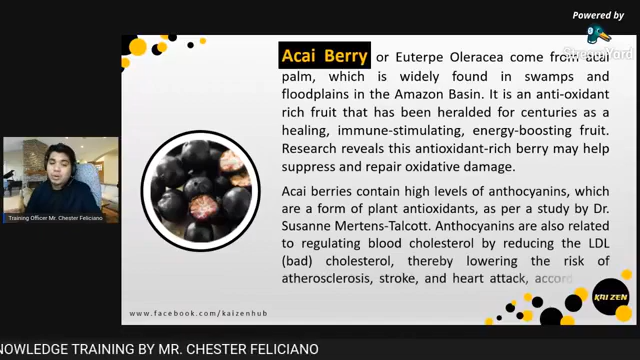 Powered by
StreamYard
Acai Berry or Euterpe Oleracea come from acai
palm, which is widely found in swamps and
floodplains in the Amazon Basin. It is an anti-oxidant
rich fruit that has been heralded for centuries as a
healing, immune-stimulating, energy-boosting fruit.
Research reveals this antioxidant-rich berry may help
suppress and repair oxidative damage.
Acai berries contain high levels of anthocyanins, which
are a form of plant antioxidants, as per a study by Dr.
Susanne Mertens-Talcott. Anthocyanins are also related
to regulating blood cholesterol by reducing the LDL
(bad) cholesterol, thereby lowering the risk of
atherosclerosis, stroke, and heart attack,
Training Officer Mr. Chester Feliciano
www.facebook.com/kaizenhub
KAIZEN
NOWLEDGE TRAINING BY MR. CHESTER FELICIANO